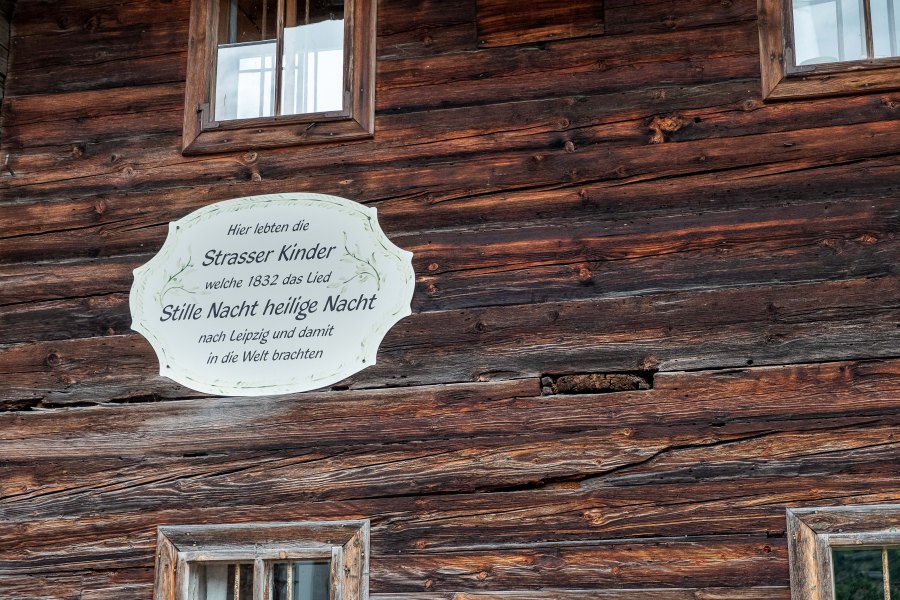 Hier lebten die
Strasser Kinder
welche 1832 das Lied
Stille Nacht heilige Nacht
nach Leipzig und damit
in die Welt brachten